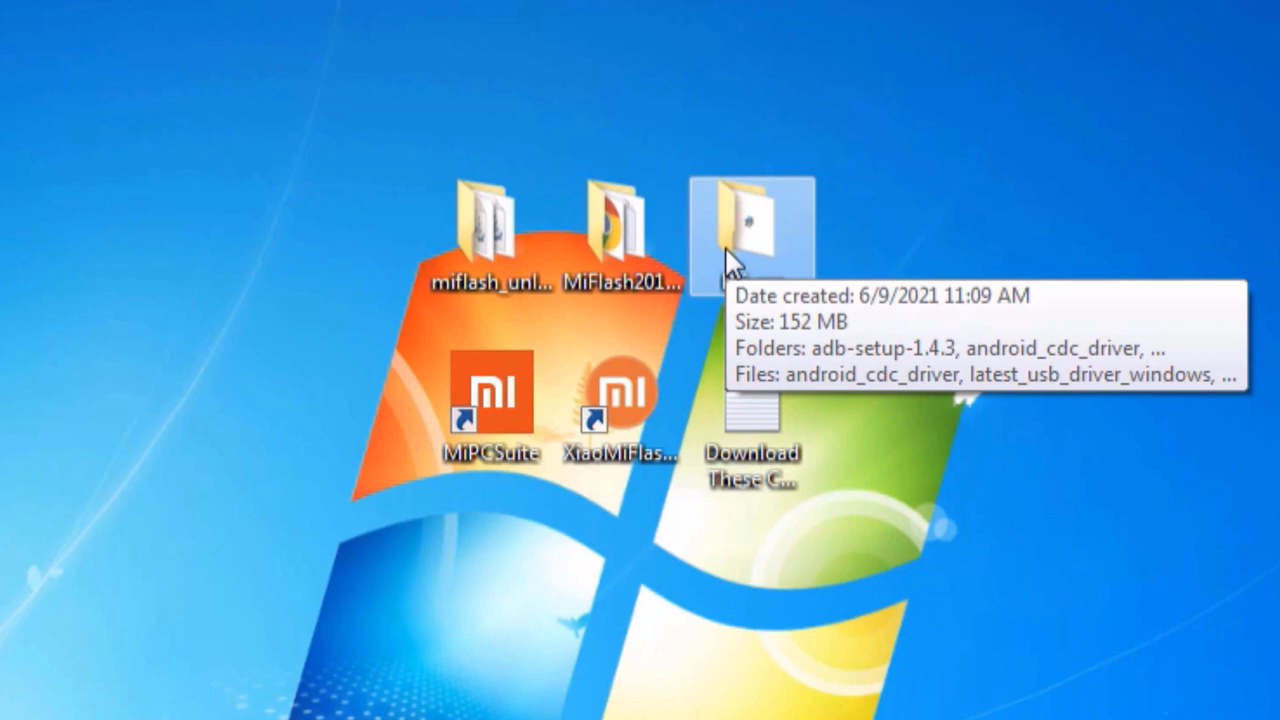 miflash_unl...
MiFlash201...
Date created: 6/9/2021 11:09 AM
Size: 152 MB
Folders: adb-setup-1.4.3, android_cdc_driver, ...
Files: android_cdc_driver, latest_usb_driver_windows, ...
MiPCSuite
XiaoMiFlas...
Download
These C...